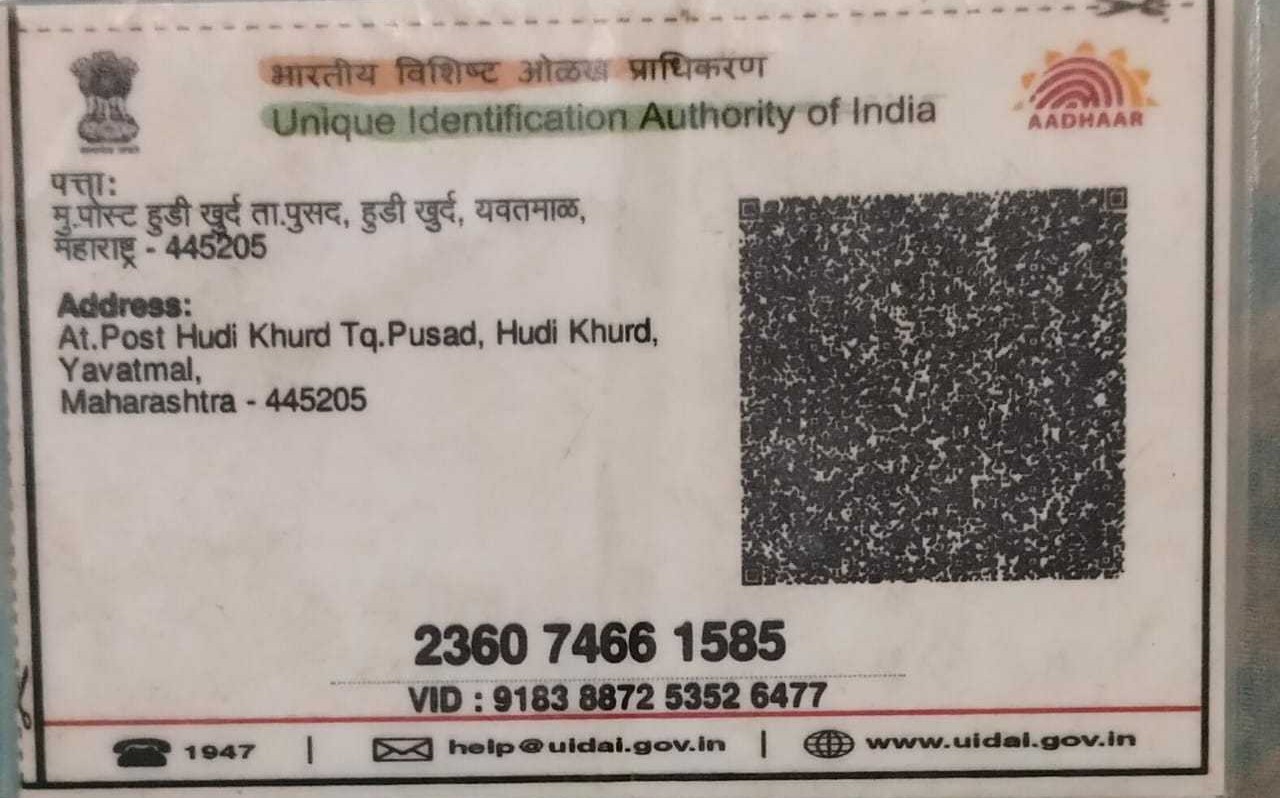 भारतीय विशिष्ट ओळख प्राधिकरण
Unique Identification Authority of India
AADHAAR
पत्ता:
मु.पोस्ट हुडी खुर्द ता.पुसद, हुडी खुर्द, यवतमाळ,
महाराष्ट्र - 445205
Address:
At.Post Hudi Khurd Tq.Pusad, Hudi Khurd,
Yavatmal,
Maharashtra - 445205
2360 7466 1585
VID : 9183 8872 5352 6477
1947 | help@uidai.gov.in | www.uidai.gov.in